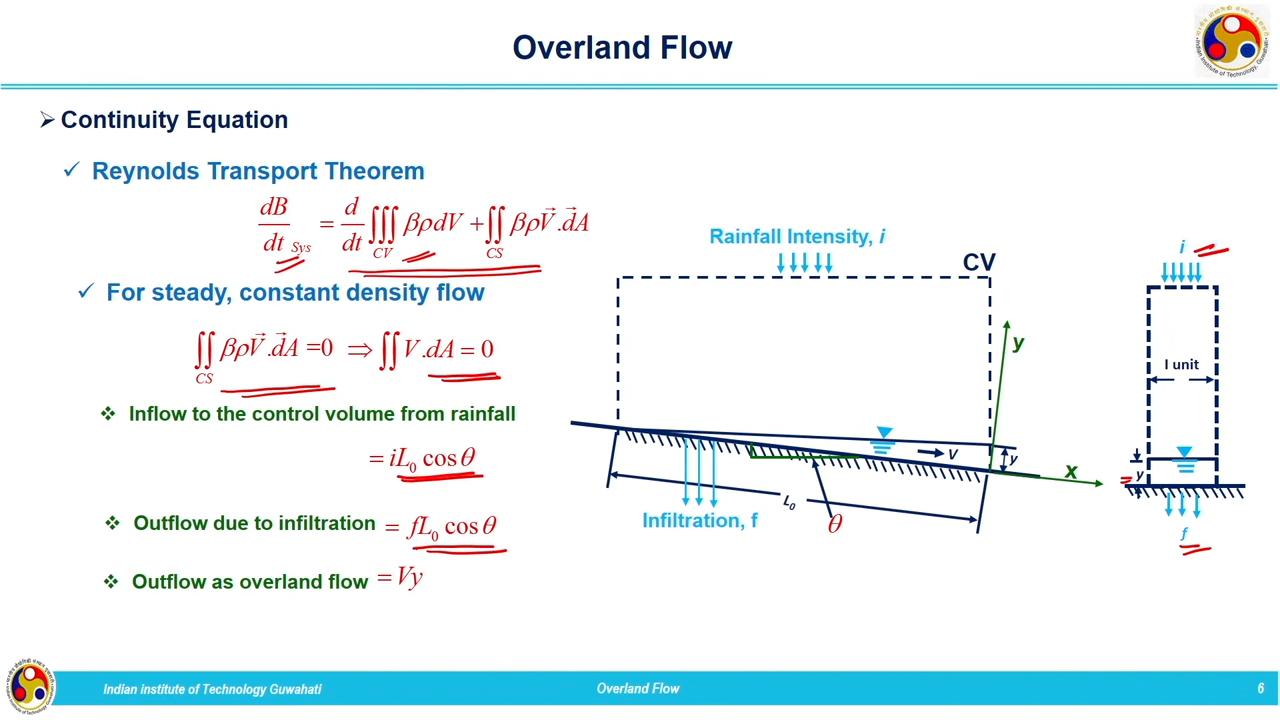 Overland Flow
➢ Continuity Equation
✓ Reynolds Transport Theorem
dB/dt Sys = d/dt ∭CV βρdV + ∬CS βρV⃗.dA⃗
✓ For steady, constant density flow
∬CS βρV⃗.dA⃗ =0 ⇒ ∬ V.dA = 0
❖ Inflow to the control volume from rainfall
= iL₀ cos θ
❖ Outflow due to infiltration = fL₀ cos θ
❖ Outflow as overland flow = Vy
Rainfall Intensity, i
CV
y
V
y
x
L₀
Infiltration, f
θ
i
I unit
y
f
Indian institute of Technology Guwahati
Overland Flow
6